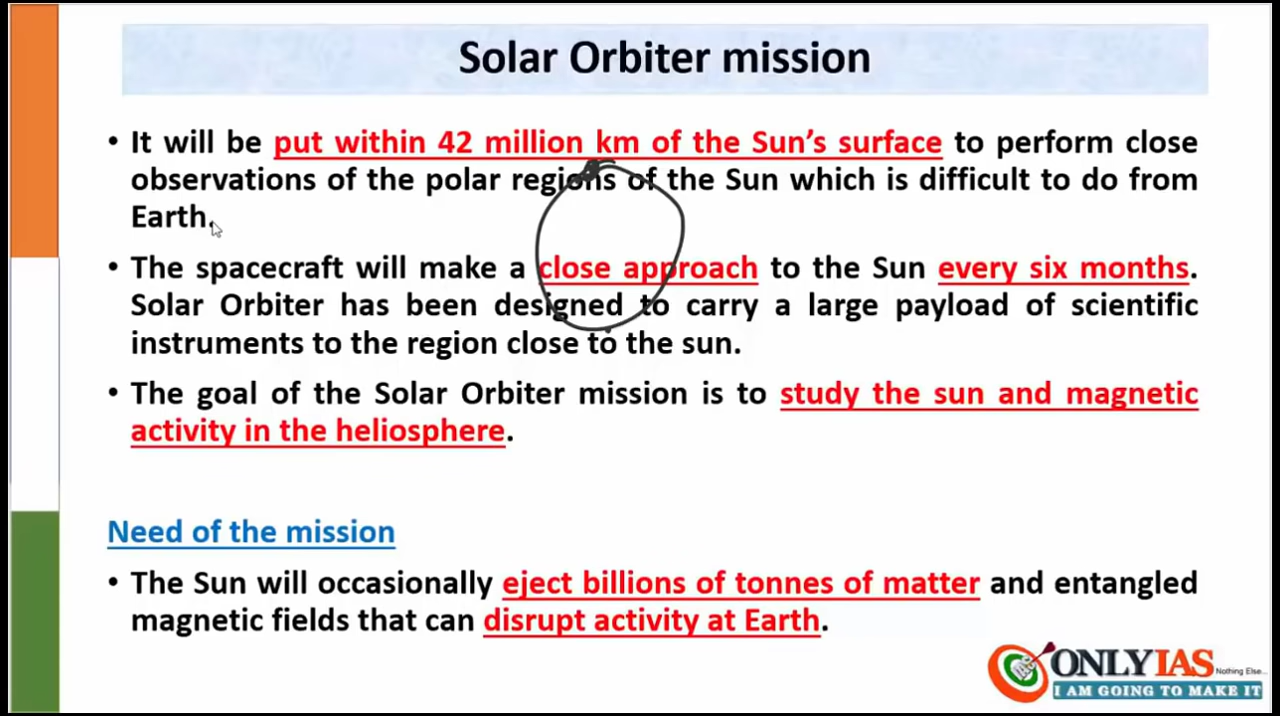 Solar Orbiter mission
• It will be put within 42 million km of the Sun's surface to perform close
observations of the polar regions of the Sun which is difficult to do from
Earth.
• The spacecraft will make a close approach to the Sun every six months.
Solar Orbiter has been designed to carry a large payload of scientific
instruments to the region close to the sun.
• The goal of the Solar Orbiter mission is to study the sun and magnetic
activity in the heliosphere.
Need of the mission
• The Sun will occasionally eject billions of tonnes of matter and entangled
magnetic fields that can disrupt activity at Earth.
IAS ONLYIAS Nothing Else...
I AM GOING TO MAKE IT